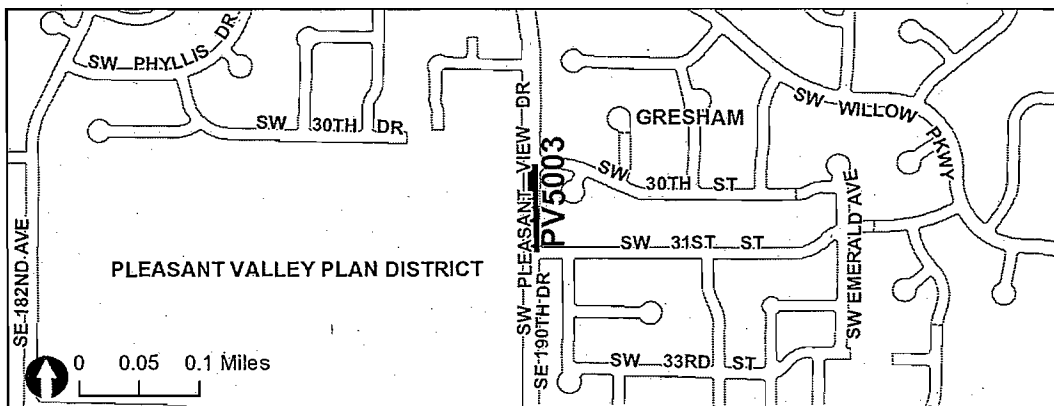 SW PHYLLIS DR
SW 30TH DR
SE 182ND AVE
PLEASANT VALLEY PLAN DISTRICT
0 0.05 0.1 Miles
SW PLEASANT VIEW DR
SE 190TH DR
PV5003
GRESHAM
SW WILLOW PKWY
SW 30TH ST
SW 31ST ST
SW EMERALD AVE
SW 33RD ST